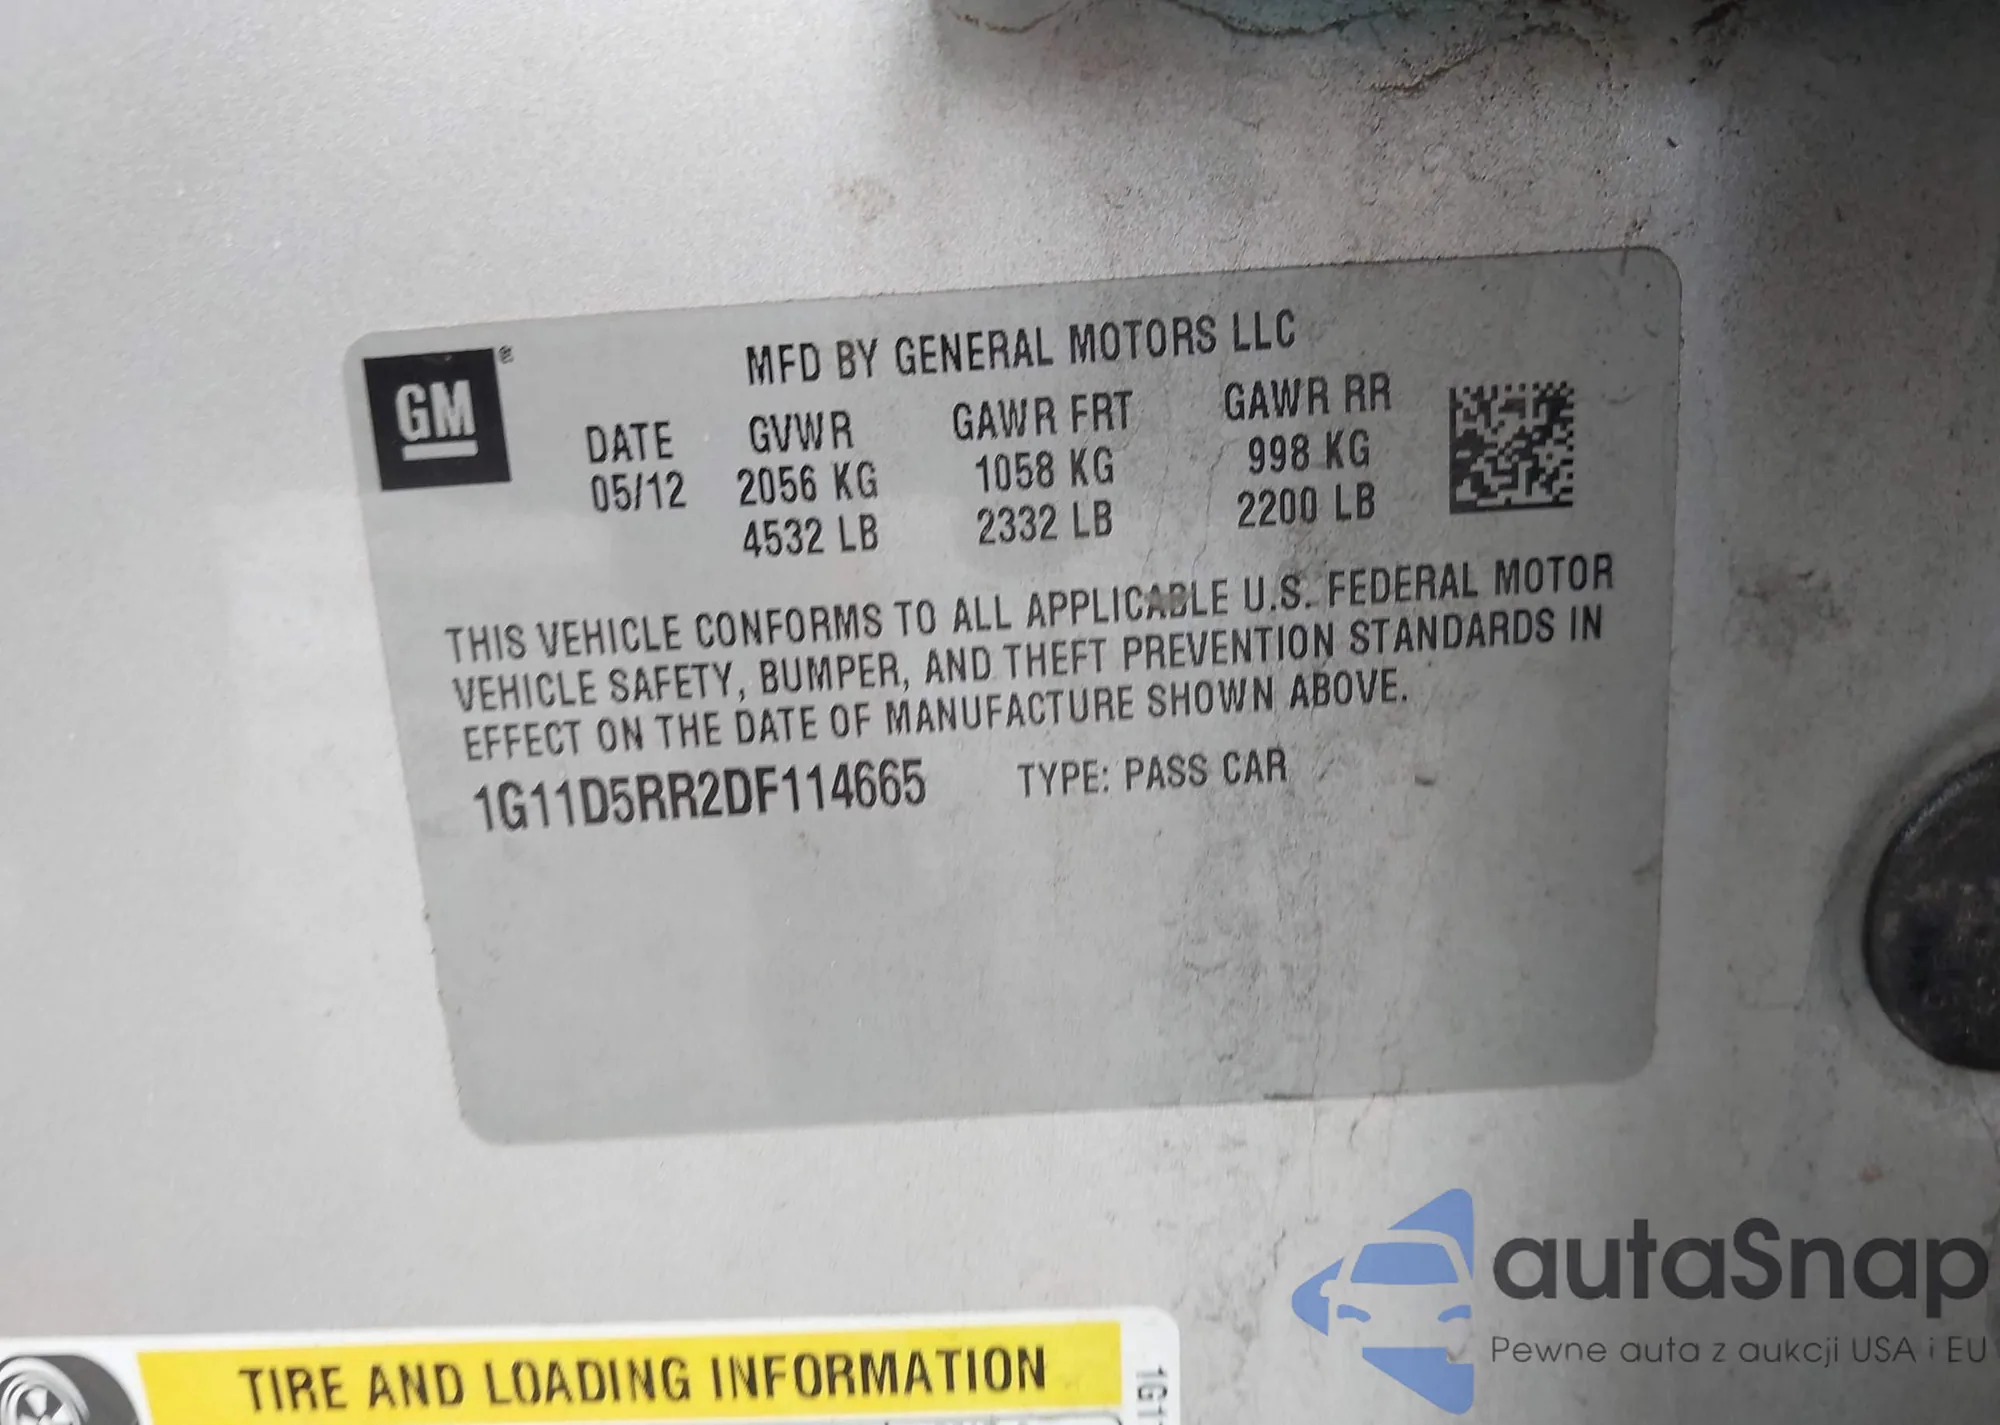 GM®
MFD BY GENERAL MOTORS LLC
DATE GVWR GAWR FRT GAWR RR
05/12 2056 KG 1058 KG 998 KG
4532 LB 2332 LB 2200 LB
THIS VEHICLE CONFORMS TO ALL APPLICABLE U.S. FEDERAL MOTOR
VEHICLE SAFETY, BUMPER, AND THEFT PREVENTION STANDARDS IN
EFFECT ON THE DATE OF MANUFACTURE SHOWN ABOVE.
1G11D5RR2DF114665 TYPE: PASS CAR
TIRE AND LOADING INFORMATION
autaSnap
Pewne auta z aukcji USA i EU